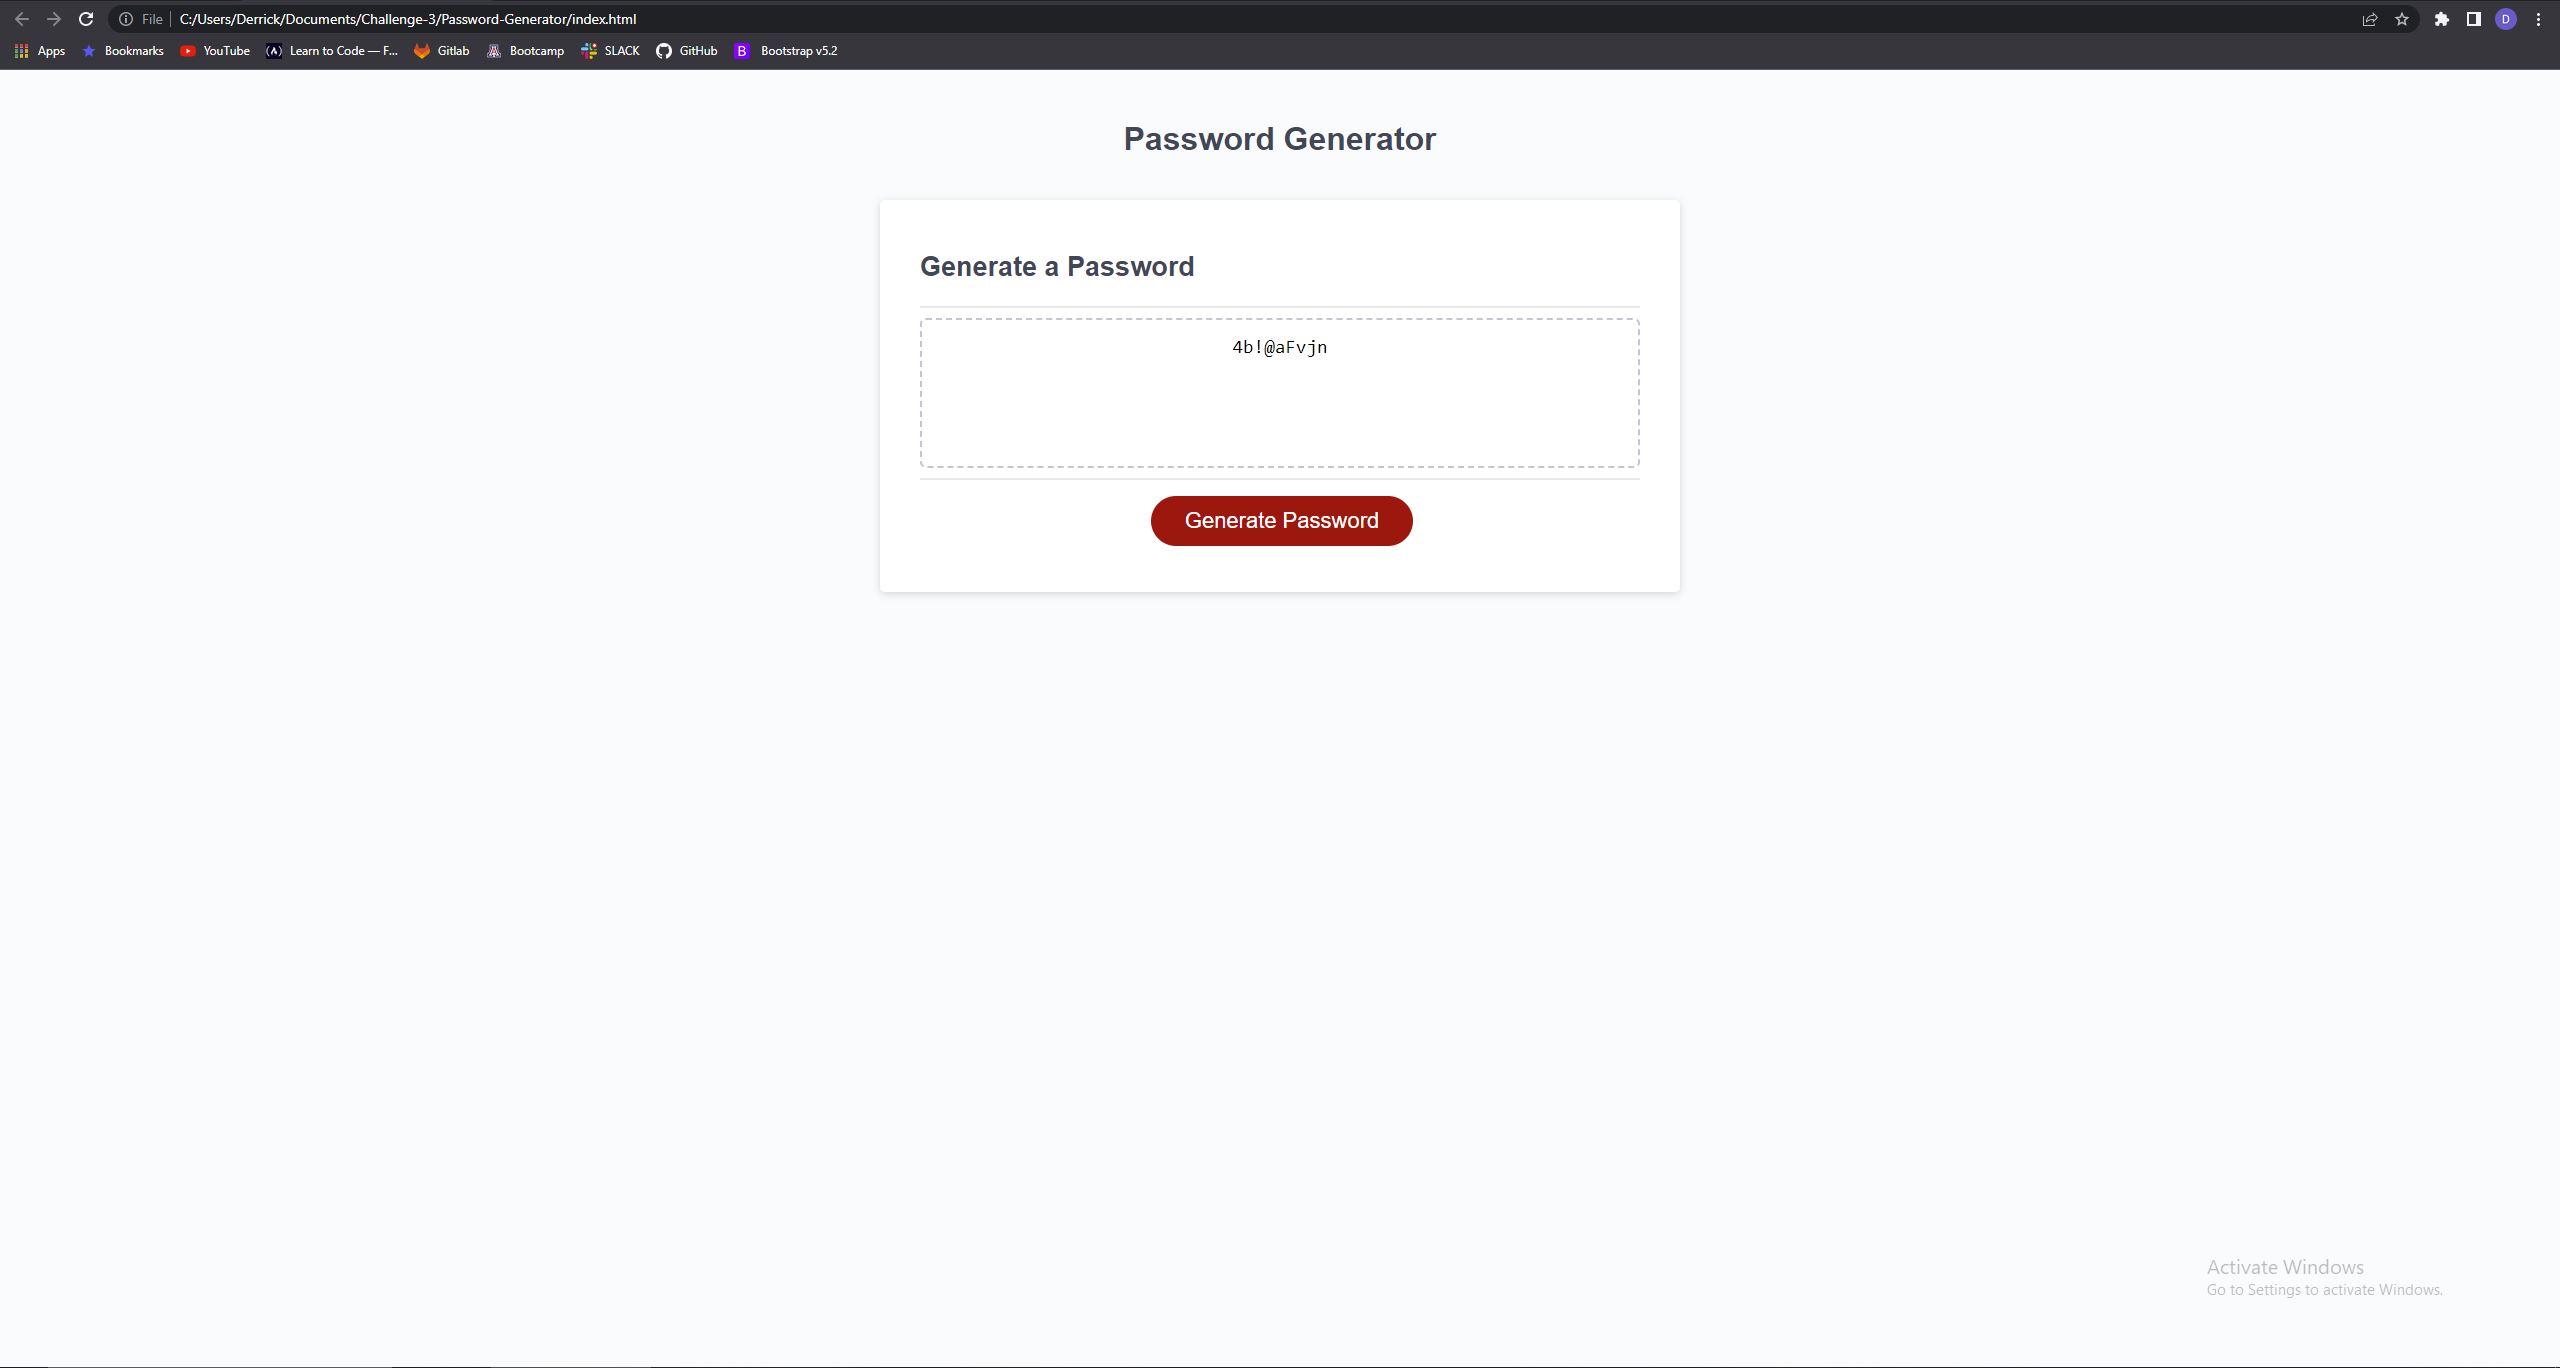 File C:/Users/Derrick/Documents/Challenge-3/Password-Generator/index.html D
Apps Bookmarks YouTube Learn to Code — F... Gitlab Bootcamp SLACK GitHub B Bootstrap v5.2
Password Generator
Generate a Password
4b!@aFvjn
Generate Password
Activate Windows
Go to Settings to activate Windows.